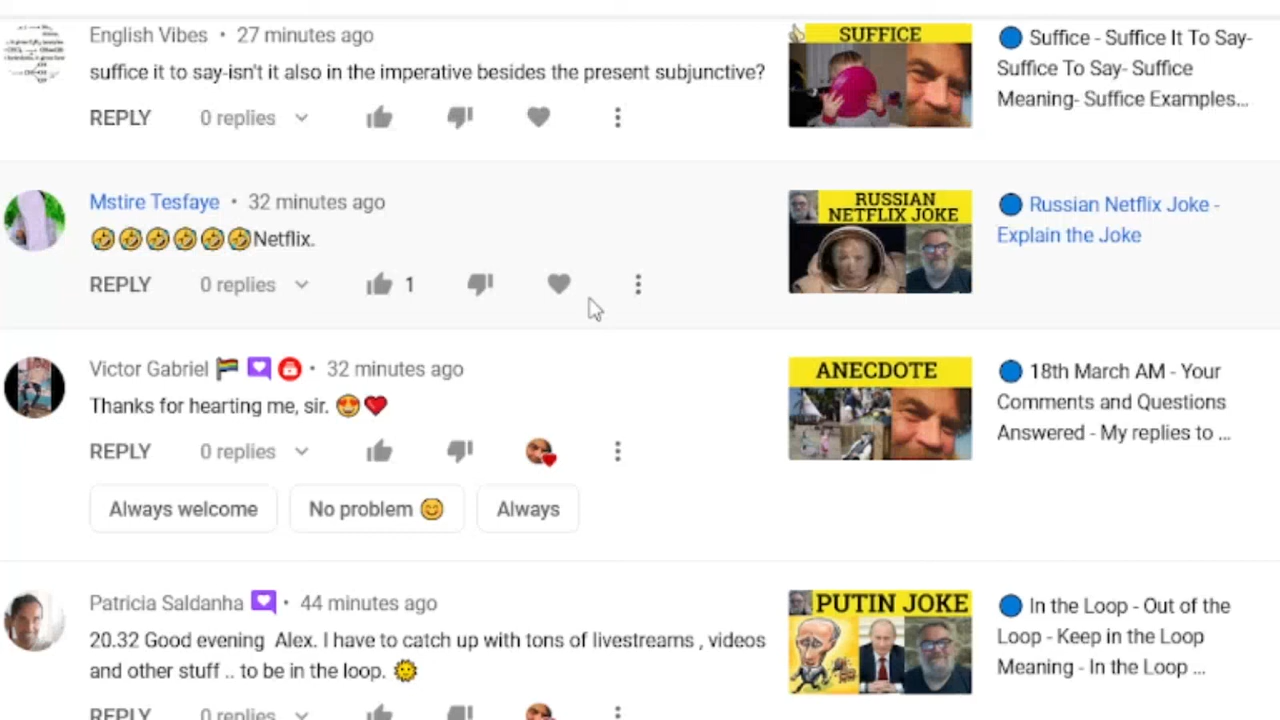 English Vibes • 27 minutes ago
suffice it to say-isn't it also in the imperative besides the present subjunctive?
REPLY 0 replies
SUFFICE
Suffice - Suffice It To Say-
Suffice To Say- Suffice
Meaning- Suffice Examples...
Mstire Tesfaye • 32 minutes ago
🤣🤣🤣🤣🤣🤣Netflix.
REPLY 0 replies 1
RUSSIAN
NETFLIX JOKE
Russian Netflix Joke -
Explain the Joke
Victor Gabriel 🏳️‍🌈 • 32 minutes ago
Thanks for hearting me, sir. 😍❤️
REPLY 0 replies
Always welcome No problem 😊 Always
ANECDOTE
18th March AM - Your
Comments and Questions
Answered - My replies to ...
Patricia Saldanha • 44 minutes ago
20.32 Good evening Alex. I have to catch up with tons of livestreams , videos
and other stuff .. to be in the loop. 🌞
REPLY 0 replies
PUTIN JOKE
In the Loop - Out of the
Loop - Keep in the Loop
Meaning - In the Loop ...